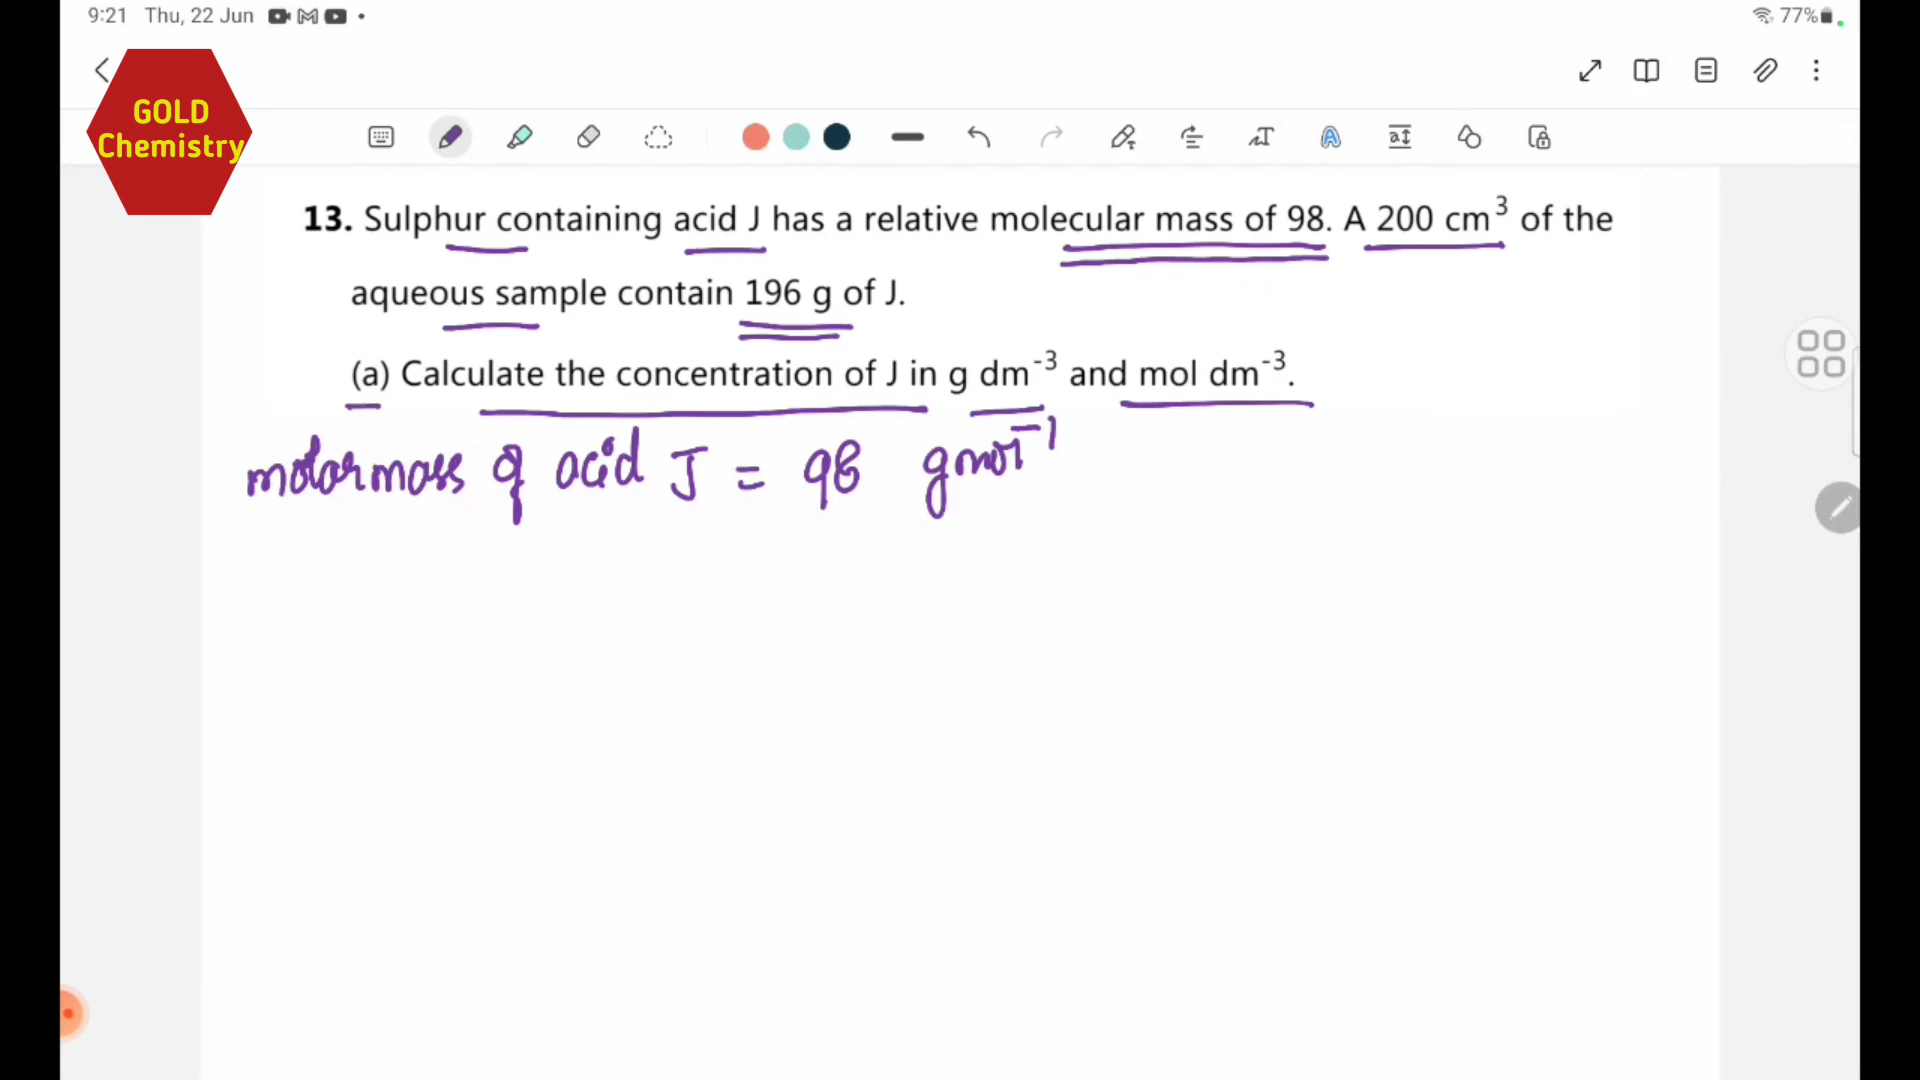 9:21 Thu, 22 Jun
77%
GOLD
Chemistry
13. Sulphur containing acid J has a relative molecular mass of 98. A 200 cm³ of the
aqueous sample contain 196 g of J.
(a) Calculate the concentration of J in g dm⁻³ and mol dm⁻³.
molar mass of acid J = 98 g mol⁻¹